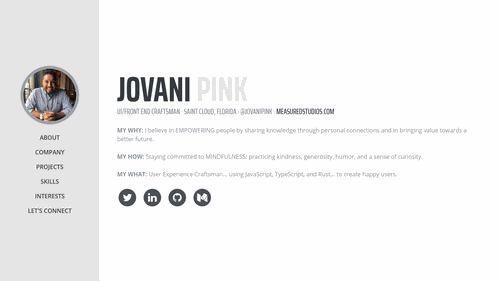 JOVANI PINK
UI/FRONT END CRAFTSMAN · SAINT CLOUD, FLORIDA · @JOVANIPINK · MEASUREDSTUDIOS.COM
MY WHY: I believe in EMPOWERING people by sharing knowledge through personal connections and in bringing value towards a
better future.
MY HOW: Staying committed to MINDFULNESS: practicing kindness, generosity, humor, and a sense of curiosity.
MY WHAT: User Experience Craftsman... using JavaScript, TypeScript, and Rust... to create happy users.
ABOUT
COMPANY
PROJECTS
SKILLS
INTERESTS
LET'S CONNECT